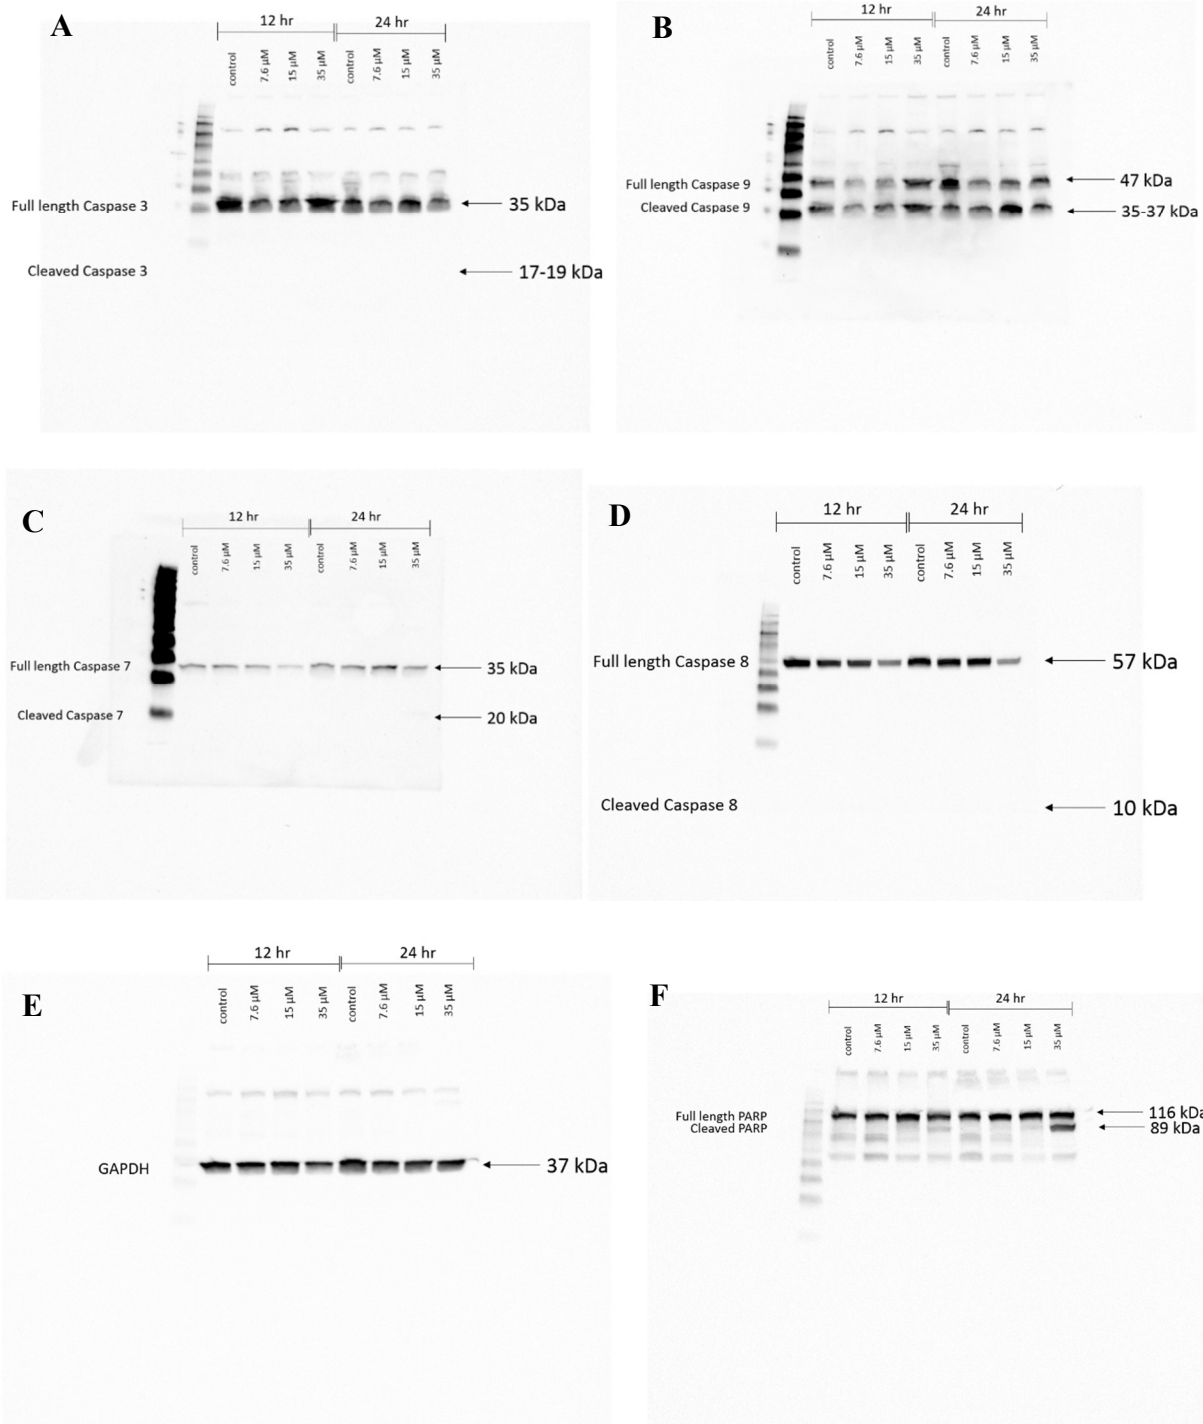 A
12 hr 24 hr
control 7.6 µM 15 µM 35 µM control 7.6 µM 15 µM 35 µM
Full length Caspase 3 35 kDa
Cleaved Caspase 3 17-19 kDa
B
12 hr 24 hr
control 7.6 µM 15 µM 35 µM control 7.6 µM 15 µM 35 µM
Full length Caspase 9 47 kDa
Cleaved Caspase 9 35-37 kDa
C
12 hr 24 hr
control 7.6 µM 15 µM 35 µM control 7.6 µM 15 µM 35 µM
Full length Caspase 7 35 kDa
Cleaved Caspase 7 20 kDa
D
12 hr 24 hr
control 7.6 µM 15 µM 35 µM control 7.6 µM 15 µM 35 µM
Full length Caspase 8 57 kDa
Cleaved Caspase 8 10 kDa
E
12 hr 24 hr
control 7.6 µM 15 µM 35 µM control 7.6 µM 15 µM 35 µM
GAPDH 37 kDa
F
12 hr 24 hr
control 7.6 µM 15 µM 35 µM control 7.6 µM 15 µM 35 µM
Full length PARP 116 kDa
Cleaved PARP 89 kDa